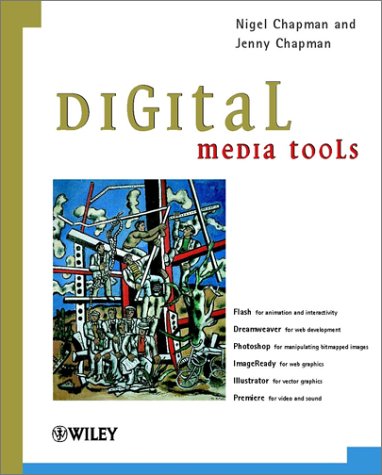 Nigel Chapman and
Jenny Chapman
DIGItaL
MEDIa tooLs
Flash for animation and interactivity
Dreamweaver for web development
Photoshop for manipulating bitmapped images
ImageReady for web graphics
Illustrator for vector graphics
Premiere for video and sound
WILEY